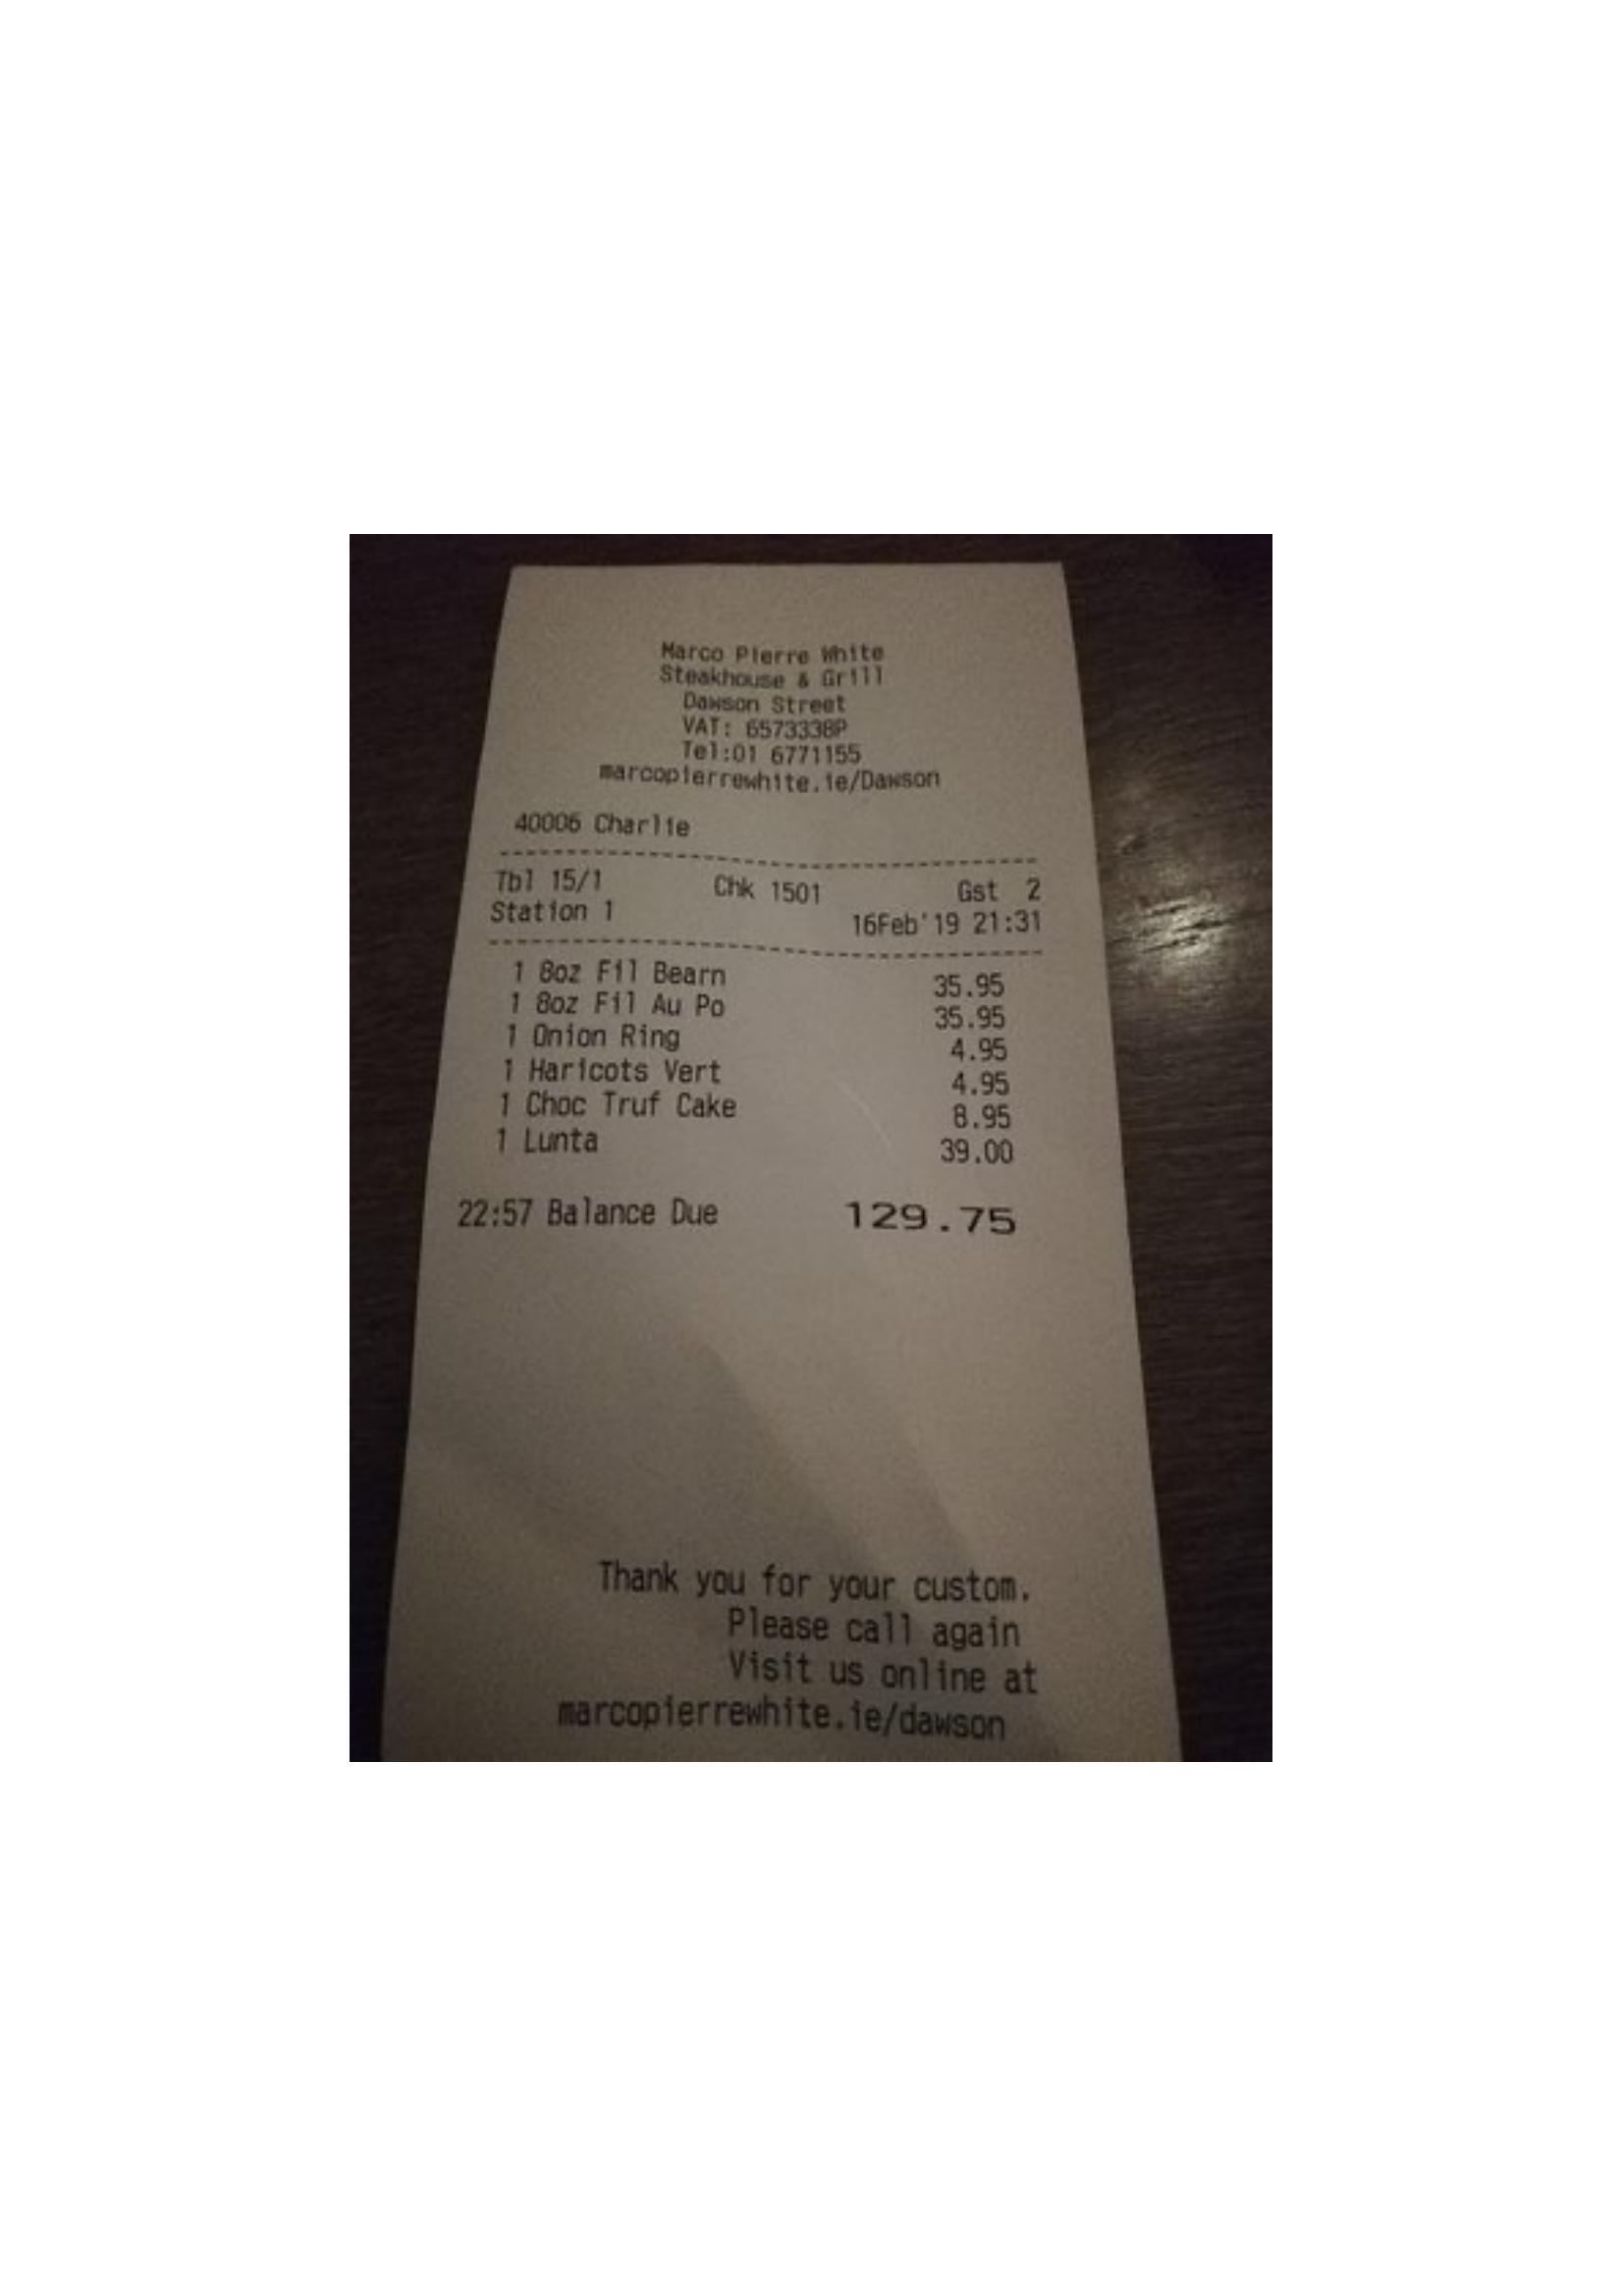 Marco Pierre White
Steakhouse & Grill
Dawson Street
VAT: 6573338P
Tel:01 6771155
marcopierrewhite.ie/Dawson
40006 Charlie
Tbl 15/1 Chk 1501 Gst 2
Station 1 16Feb'19 21:31
1 8oz Fil Bearn 35.95
1 8oz Fil Au Po 35.95
1 Onion Ring 4.95
1 Haricots Vert 4.95
1 Choc Truf Cake 8.95
1 Lunta 39.00
22:57 Balance Due 129.75
Thank you for your custom.
Please call again
Visit us online at
marcopierrewhite.ie/dawson